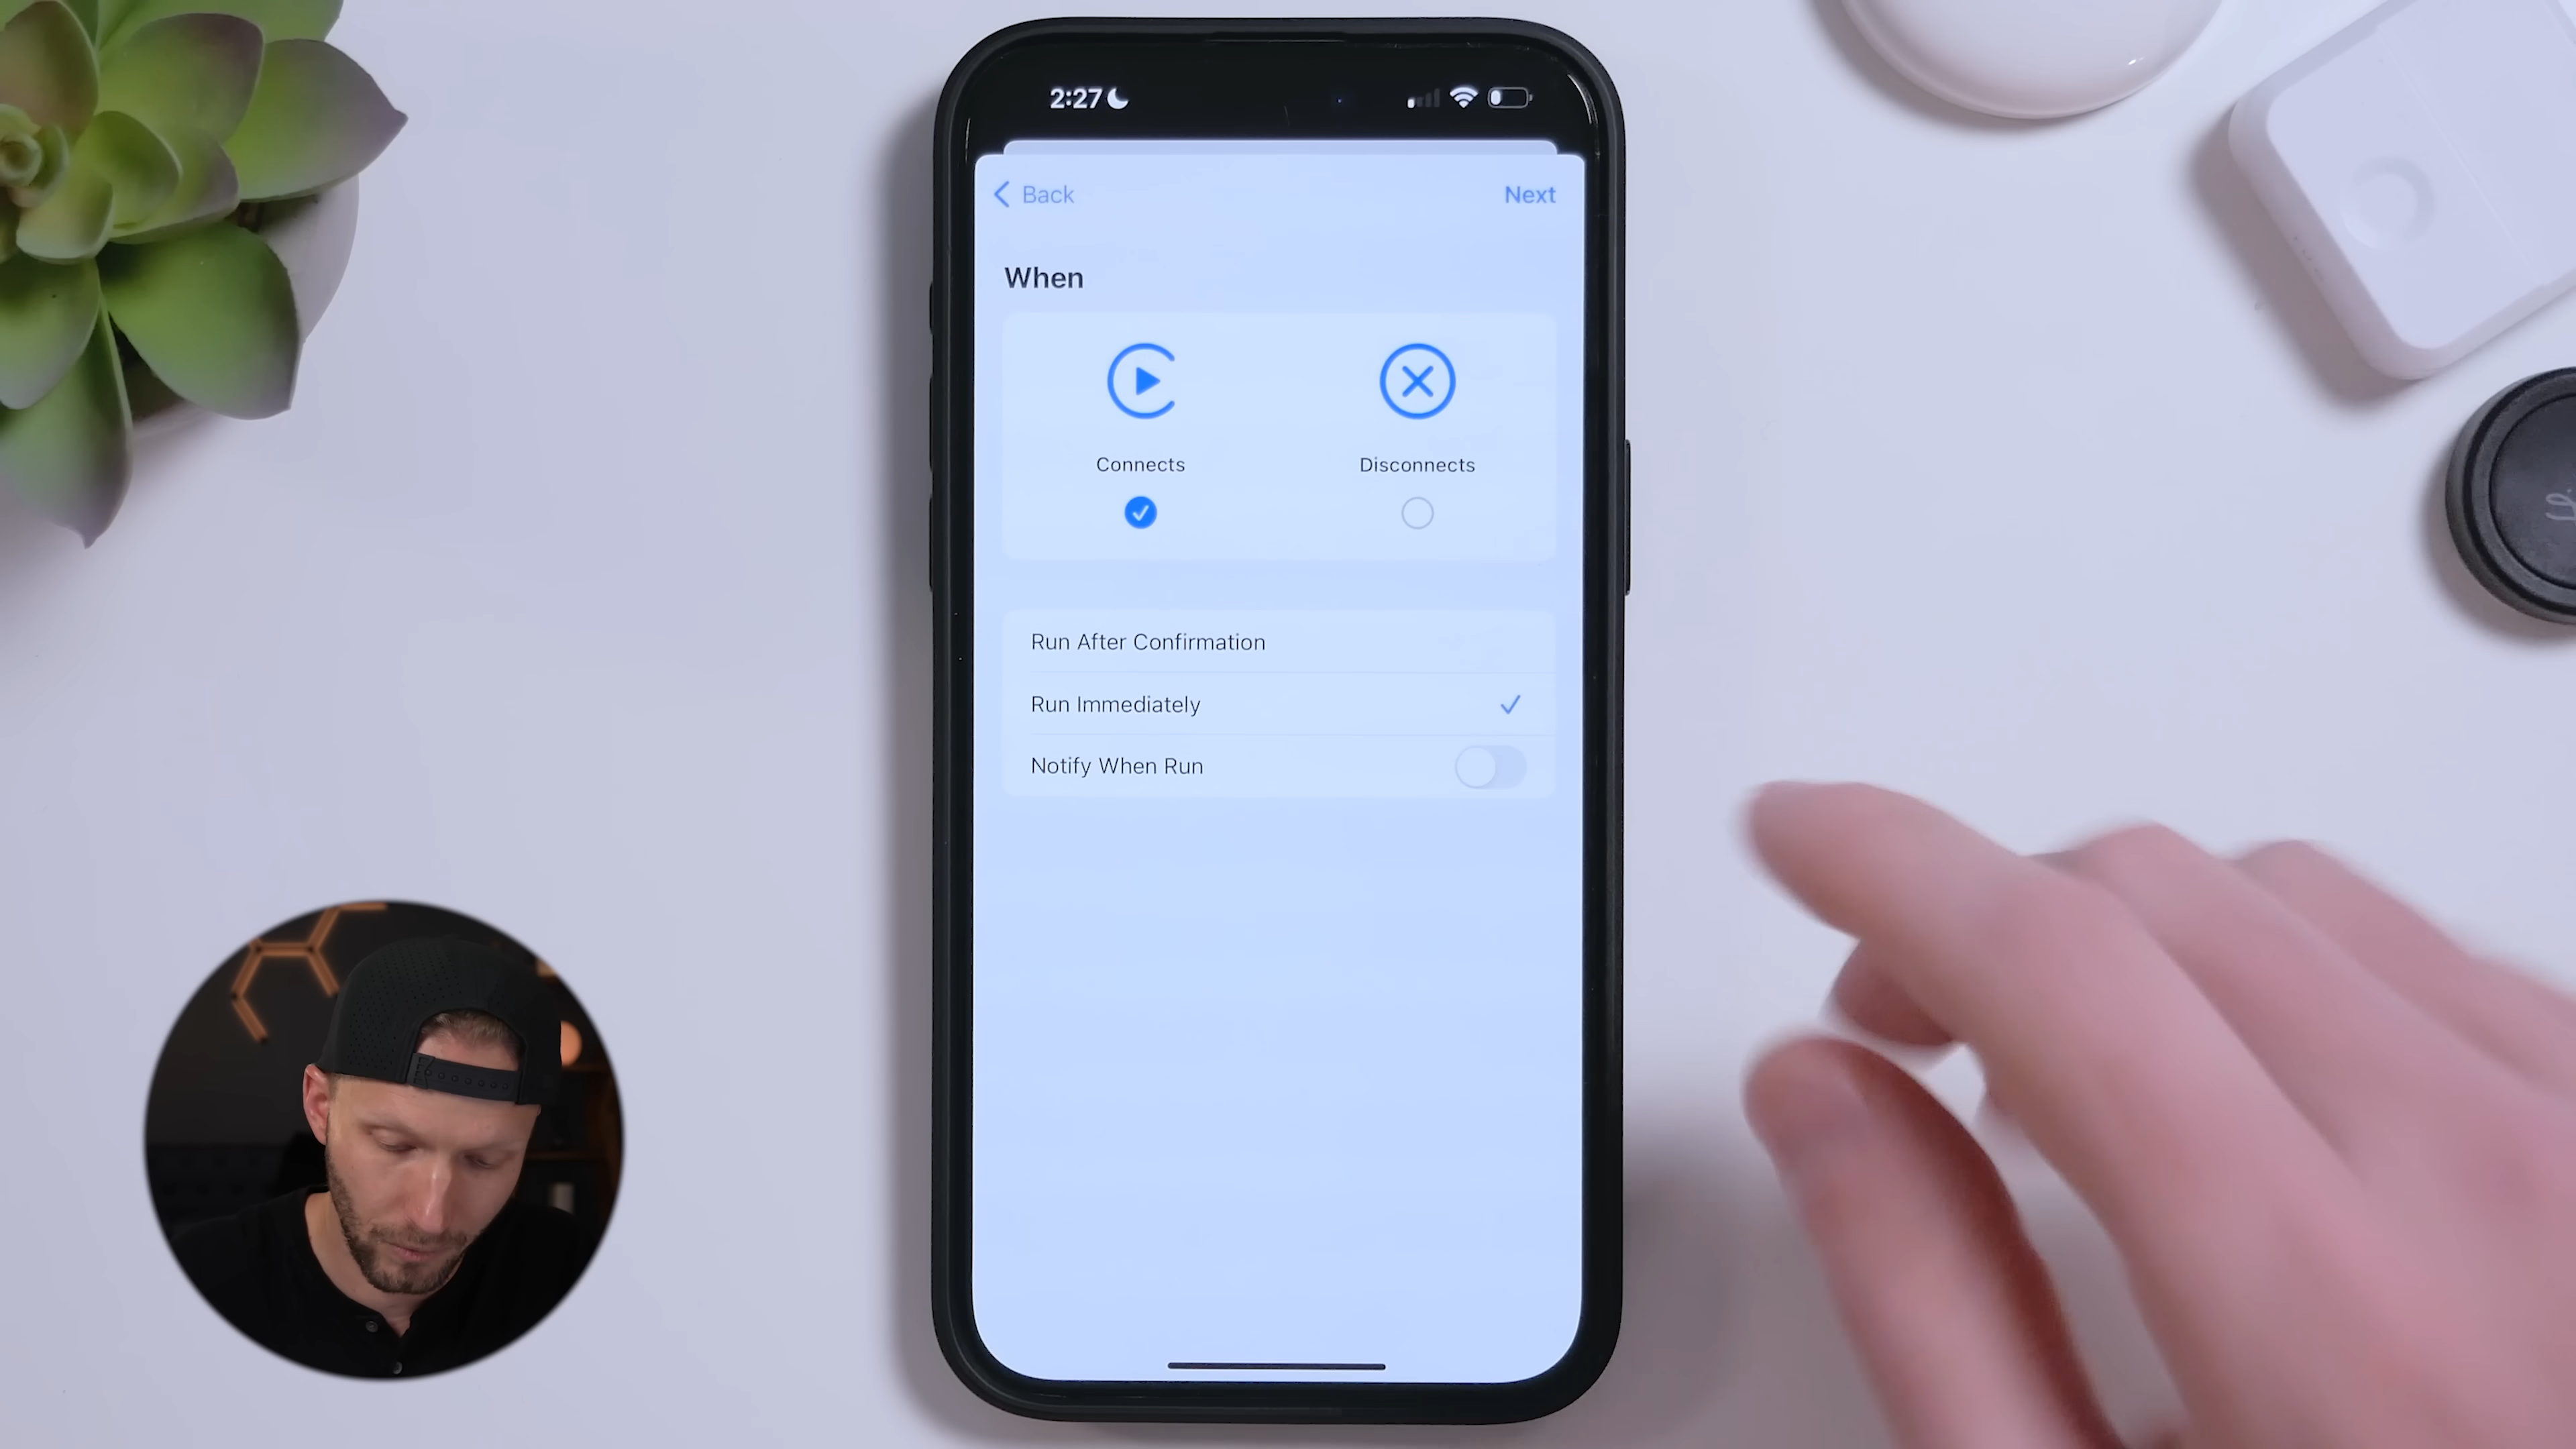 2:27
Back
Next
When
Connects
Disconnects
Run After Confirmation
Run Immediately
Notify When Run